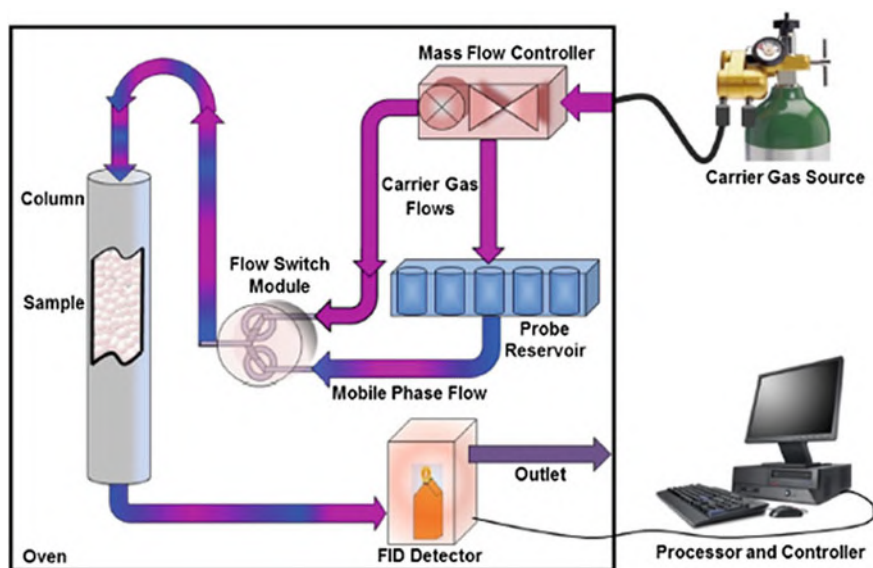 Mass Flow Controller
Carrier Gas Source
Carrier Gas
Flows
Column
Sample
Flow Switch
Module
Probe
Reservoir
Mobile Phase Flow
Outlet
FID Detector
Oven
Processor and Controller